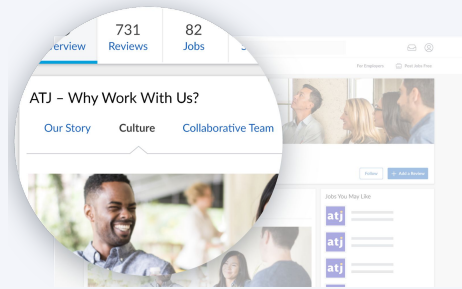 731
82
Overview
Reviews
Jobs
ATJ – Why Work With Us?
Our Story
Culture
Collaborative Team
For Employers
Post Jobs Free
Follow
+ Add a Review
Jobs You May Like
atj
atj
atj